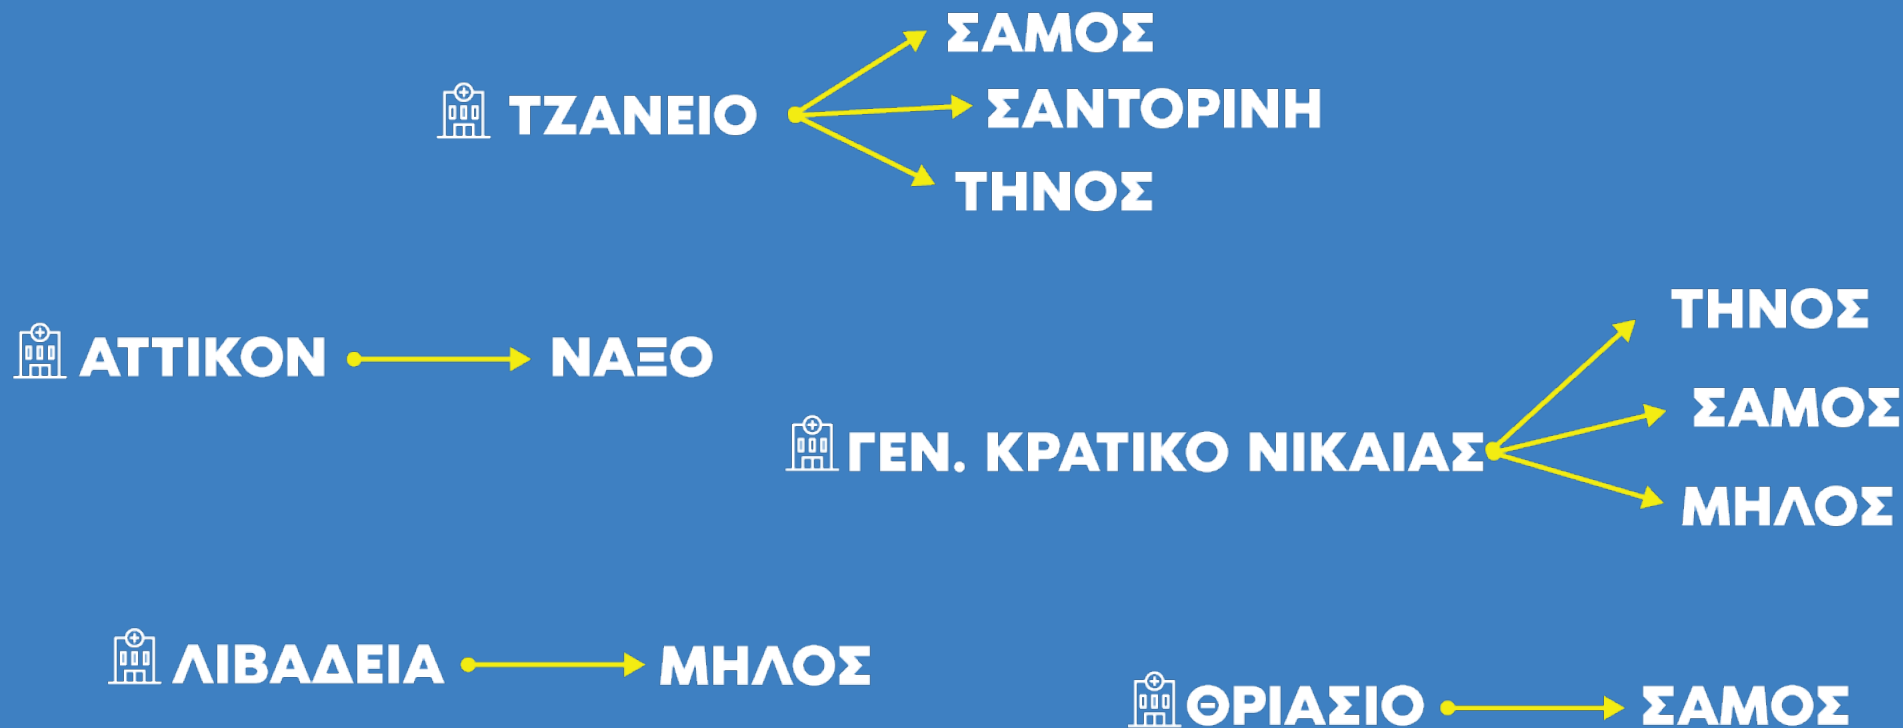 ΤΖΑΝΕΙΟ
ΣΑΜΟΣ
ΣΑΝΤΟΡΙΝΗ
ΤΗΝΟΣ
ΑΤΤΙΚΟΝ
ΝΑΞΟ
ΓΕΝ. ΚΡΑΤΙΚΟ ΝΙΚΑΙΑΣ
ΤΗΝΟΣ
ΣΑΜΟΣ
ΜΗΛΟΣ
ΛΙΒΑΔΕΙΑ
ΜΗΛΟΣ
ΘΡΙΑΣΙΟ
ΣΑΜΟΣ